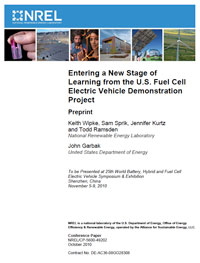 NREL
NATIONAL RENEWABLE ENERGY LABORATORY
Entering a New Stage of
Learning from the U.S. Fuel Cell
Electric Vehicle Demonstration
Project
Preprint
Keith Wipke, Sam Sprik, Jennifer Kurtz
and Todd Ramsden
National Renewable Energy Laboratory
John Garbak
United States Department of Energy
To be Presented at 25th World Battery, Hybrid and Fuel Cell
Electric Vehicle Symposium & Exhibition
Shenzhen, China
November 5-9, 2010
NREL is a national laboratory of the U.S. Department of Energy, Office of Energy
Efficiency & Renewable Energy, operated by the Alliance for Sustainable Energy, LLC.
Conference Paper
NREL/CP-5600-49202
October 2010
Contract No. DE-AC36-08GO28308